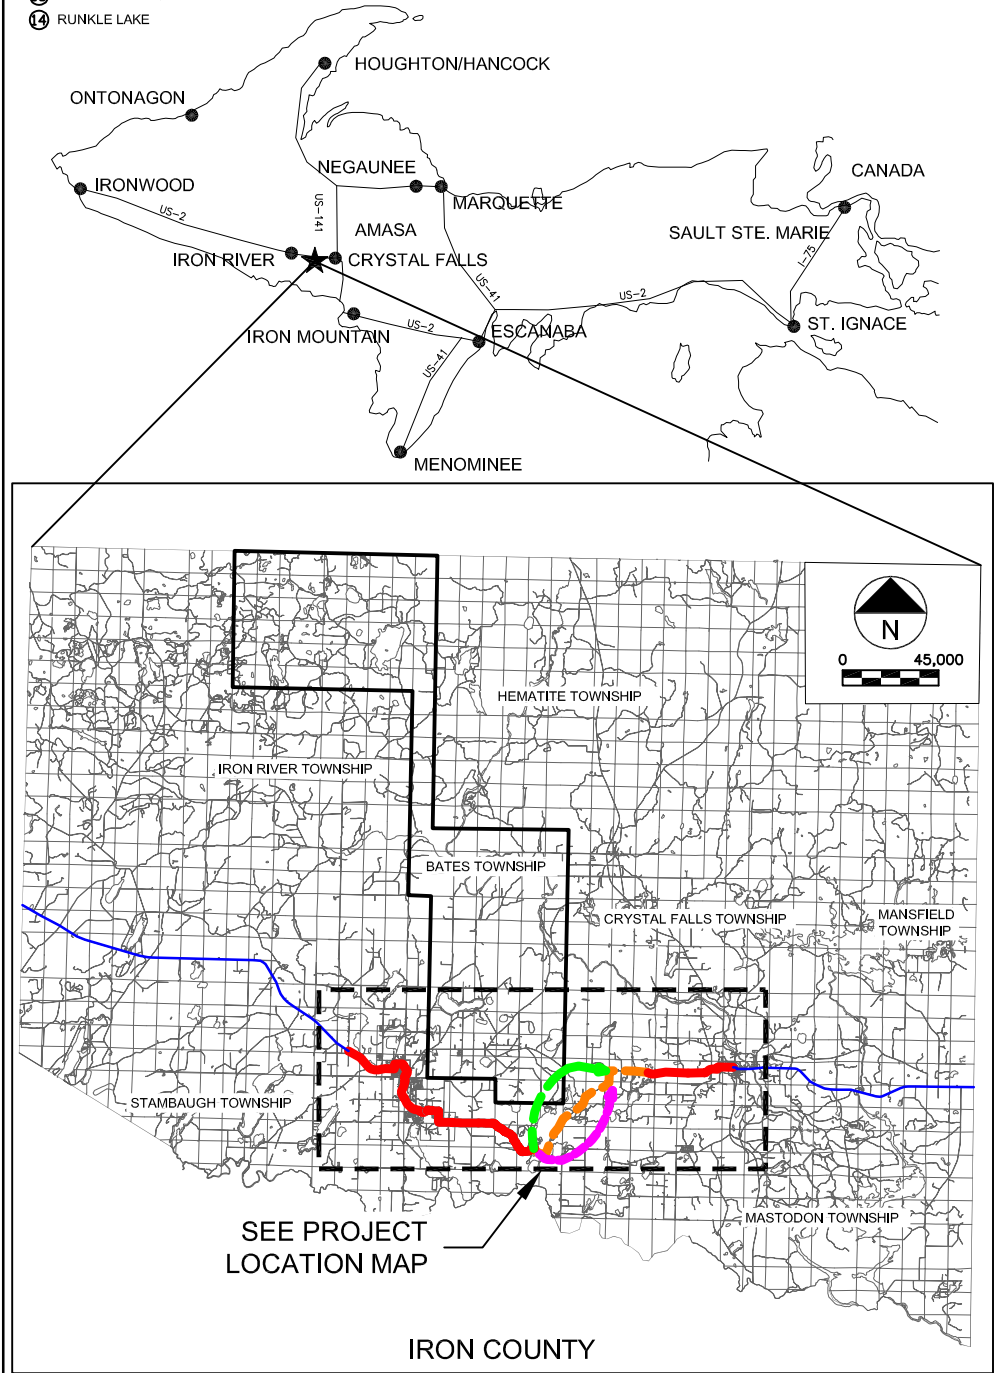 14 RUNKLE LAKE
HOUGHTON/HANCOCK
ONTONAGON
NEGAUNEE
CANADA
IRONWOOD
MARQUETTE
US-2
US-141
AMASA
SAULT STE. MARIE
IRON RIVER
CRYSTAL FALLS
I-75
US-41
US-2
IRON MOUNTAIN
US-2
ESCANABA
ST. IGNACE
US-41
MENOMINEE
N
0 45,000
HEMATITE TOWNSHIP
IRON RIVER TOWNSHIP
BATES TOWNSHIP
CRYSTAL FALLS TOWNSHIP
MANSFIELD
TOWNSHIP
STAMBAUGH TOWNSHIP
MASTODON TOWNSHIP
SEE PROJECT
LOCATION MAP
IRON COUNTY